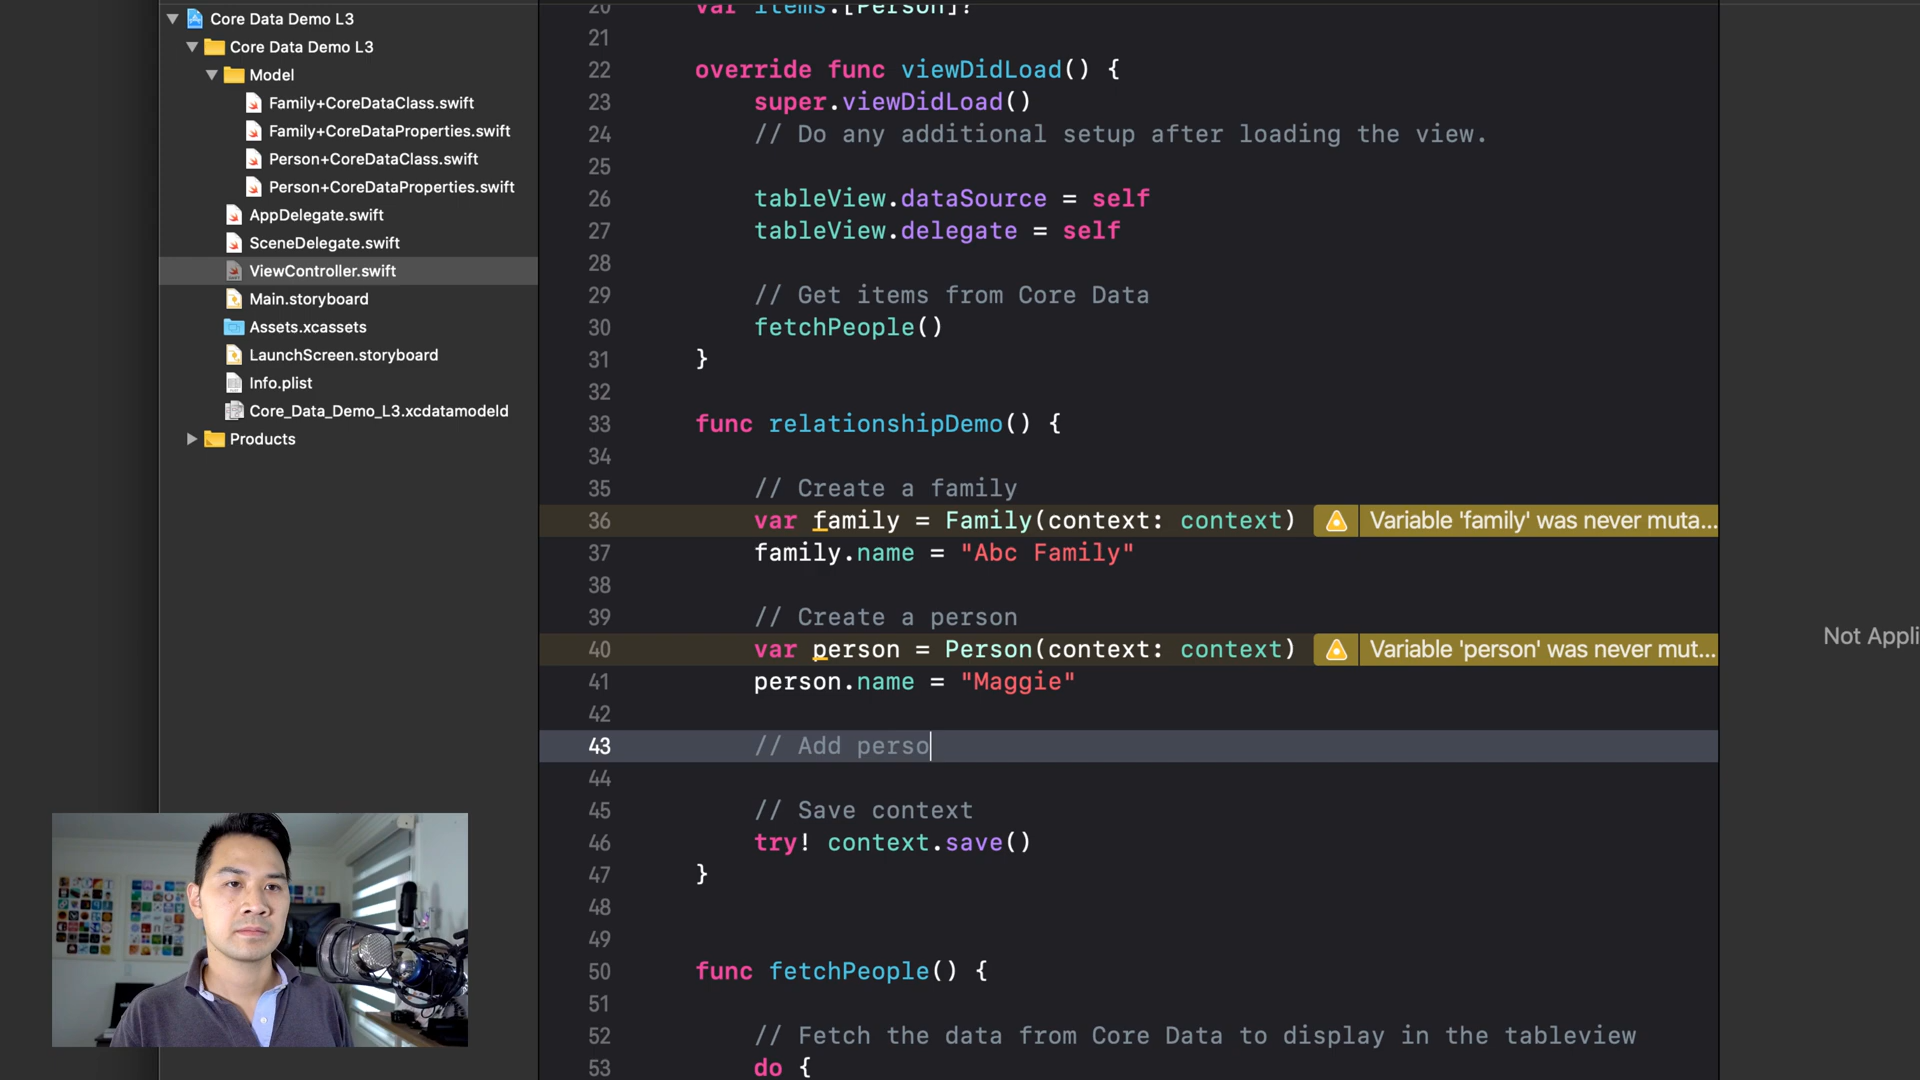 Core Data Demo L3
Core Data Demo L3
Model
Family+CoreDataClass.swift
Family+CoreDataProperties.swift
Person+CoreDataClass.swift
Person+CoreDataProperties.swift
AppDelegate.swift
SceneDelegate.swift
ViewController.swift
Main.storyboard
Assets.xcassets
LaunchScreen.storyboard
Info.plist
Core_Data_Demo_L3.xcdatamodeld
Products
20 var items:[Person]?
21
22 override func viewDidLoad() {
23 super.viewDidLoad()
24 // Do any additional setup after loading the view.
25
26 tableView.dataSource = self
27 tableView.delegate = self
28
29 // Get items from Core Data
30 fetchPeople()
31 }
32
33 func relationshipDemo() {
34
35 // Create a family
36 var family = Family(context: context) Variable 'family' was never muta...
37 family.name = "Abc Family"
38
39 // Create a person
40 var person = Person(context: context) Variable 'person' was never mut...
41 person.name = "Maggie"
42
43 // Add perso
44
45 // Save context
46 try! context.save()
47 }
48
49
50 func fetchPeople() {
51
52 // Fetch the data from Core Data to display in the tableview
53 do {
Not Appli